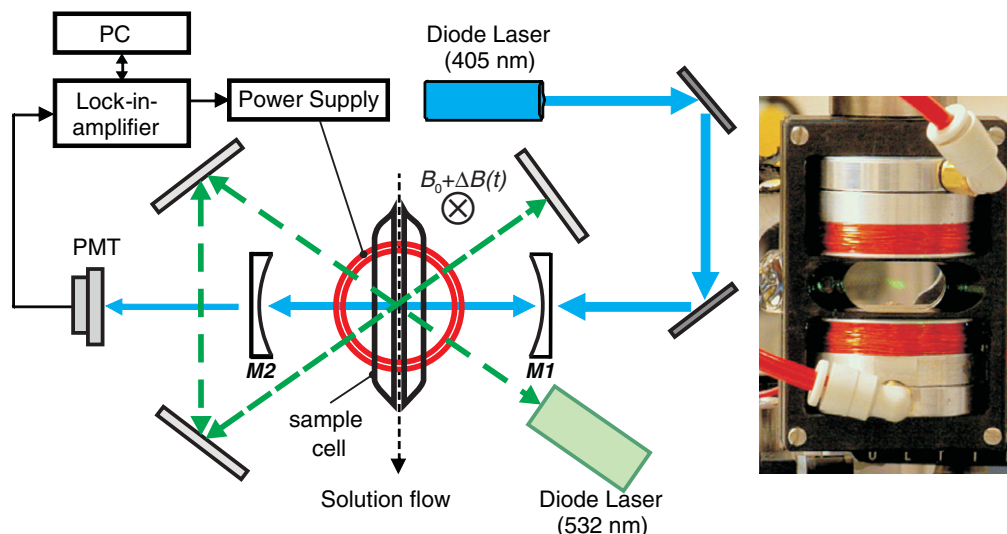 PC
Lock-in-
amplifier
Power Supply
Diode Laser
(405 nm)
B₀+ΔB(t)
PMT
M2
M1
sample
cell
Solution flow
Diode Laser
(532 nm)
U L T I